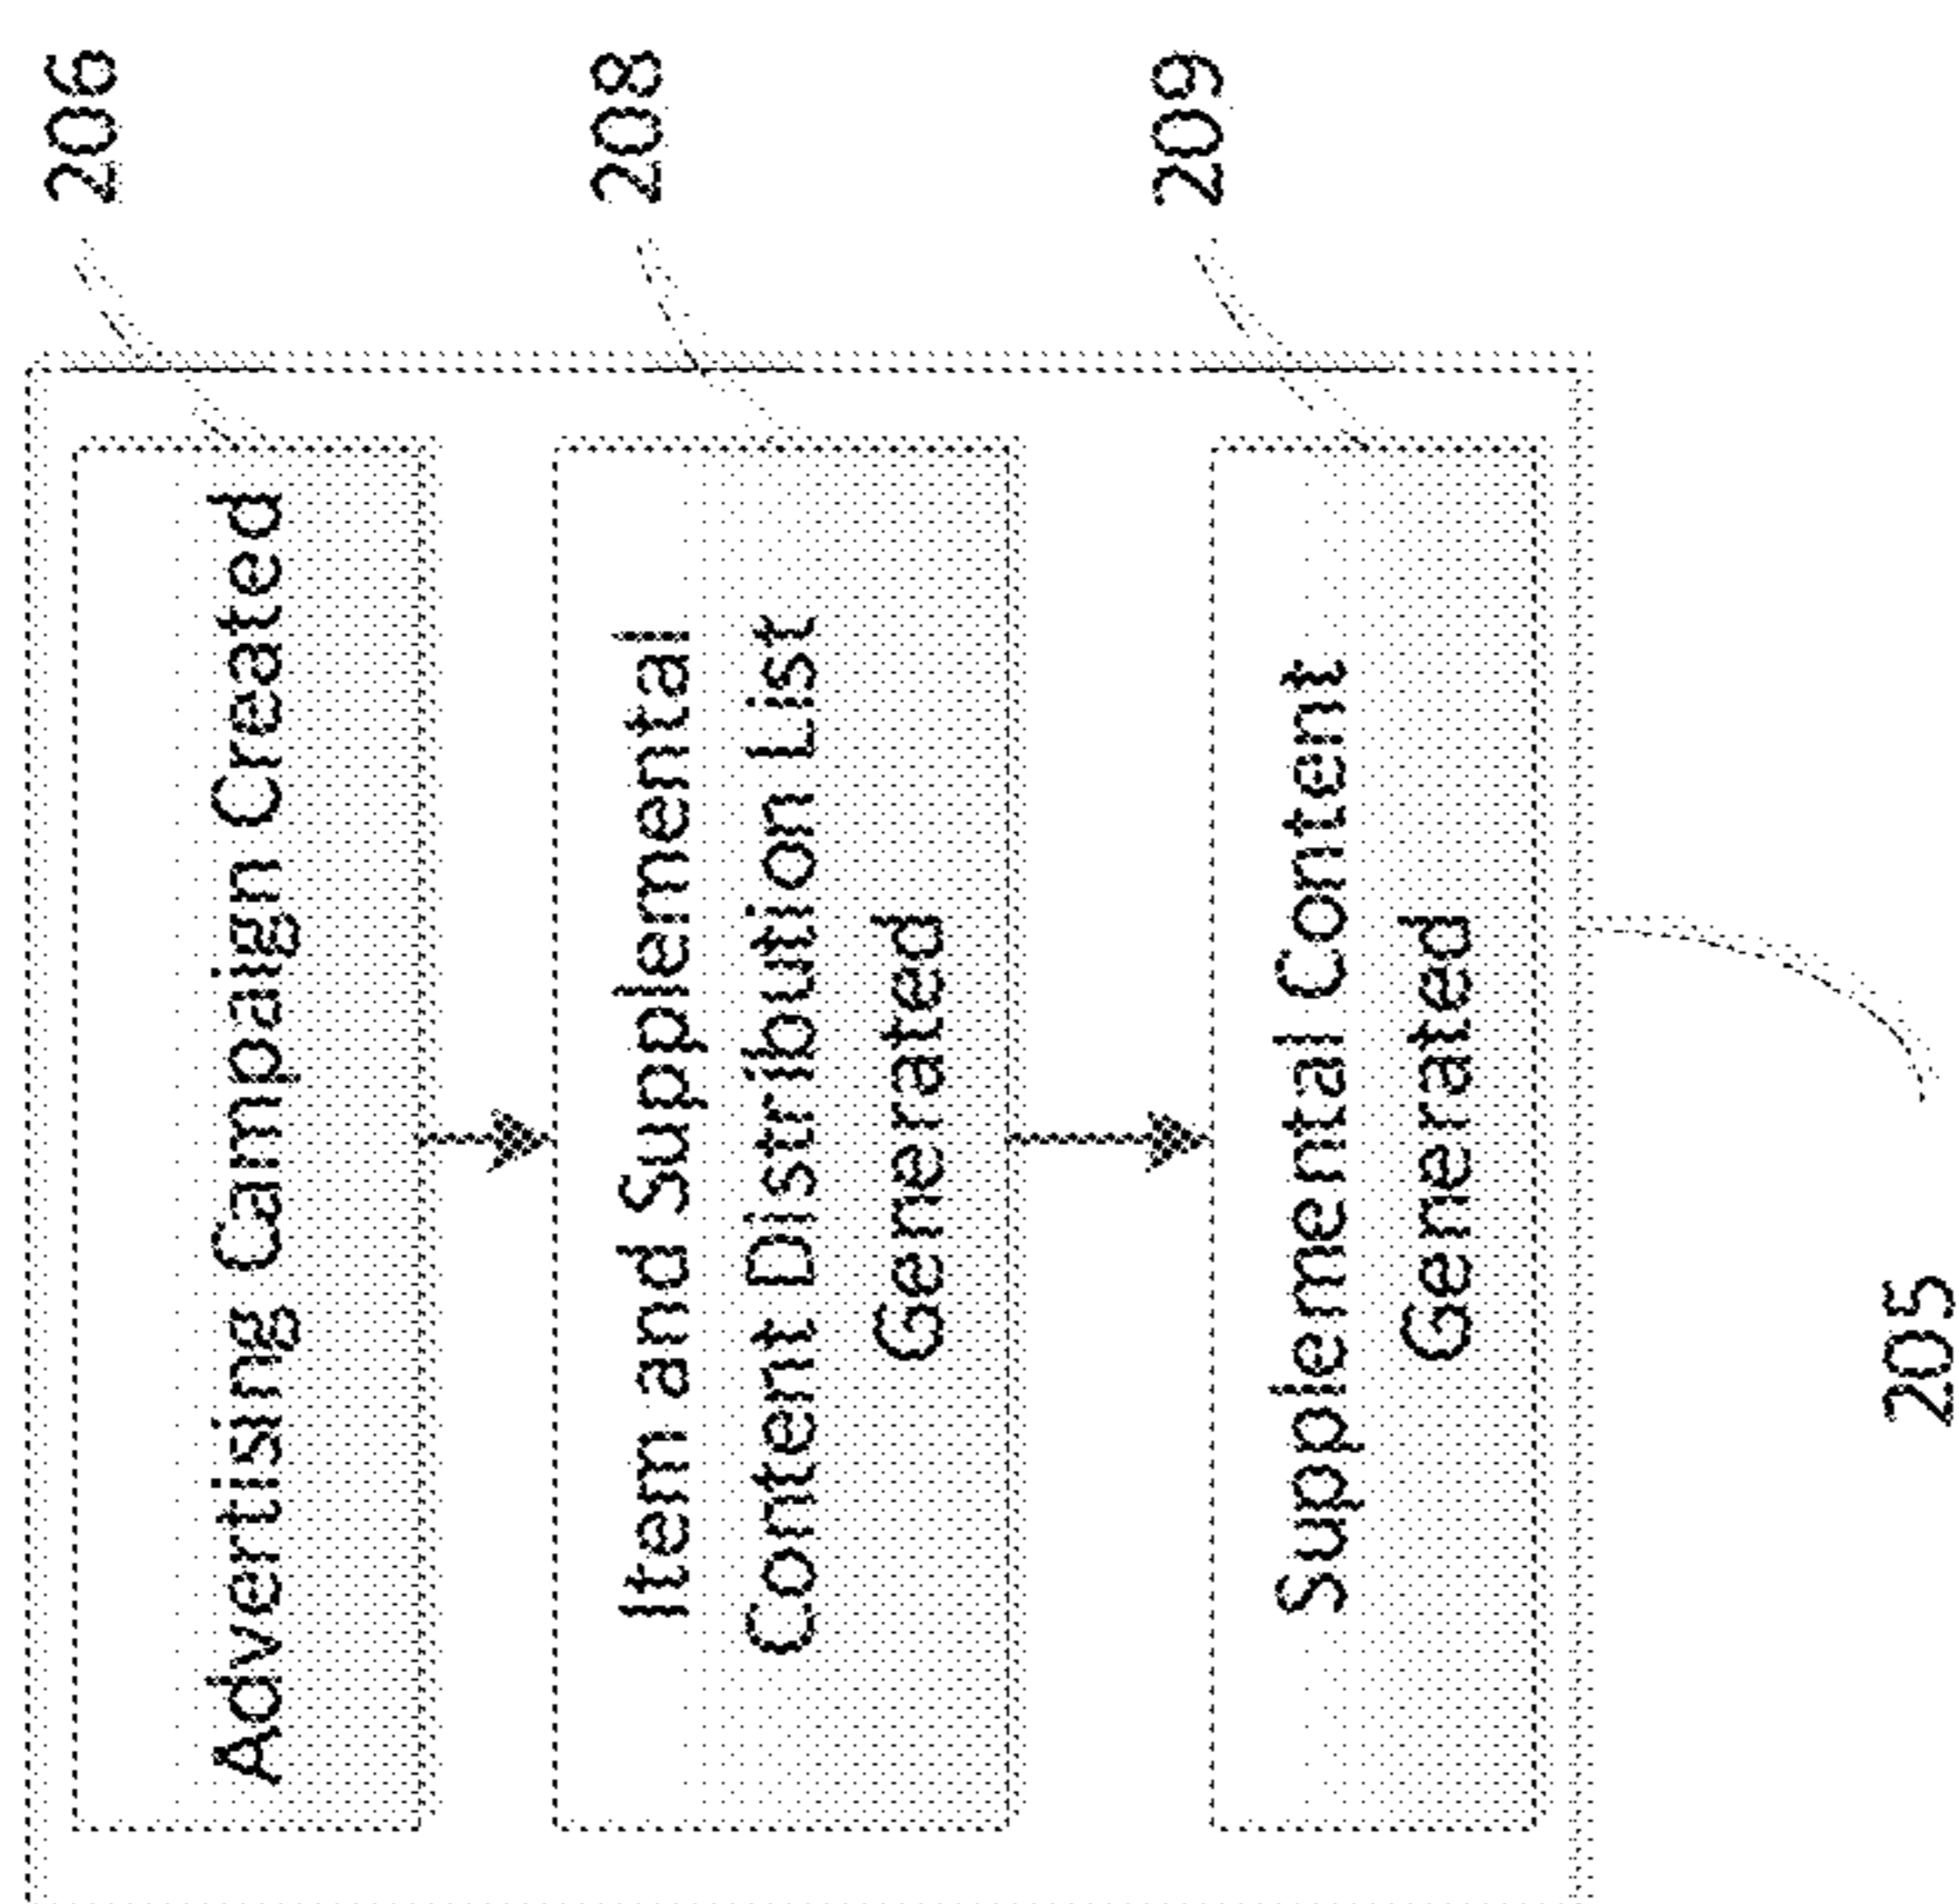 Advertising Campaign Created
206
Item and Supplemental
Content Distribution List
Generated
208
Supplemental Content
Generated
209
205